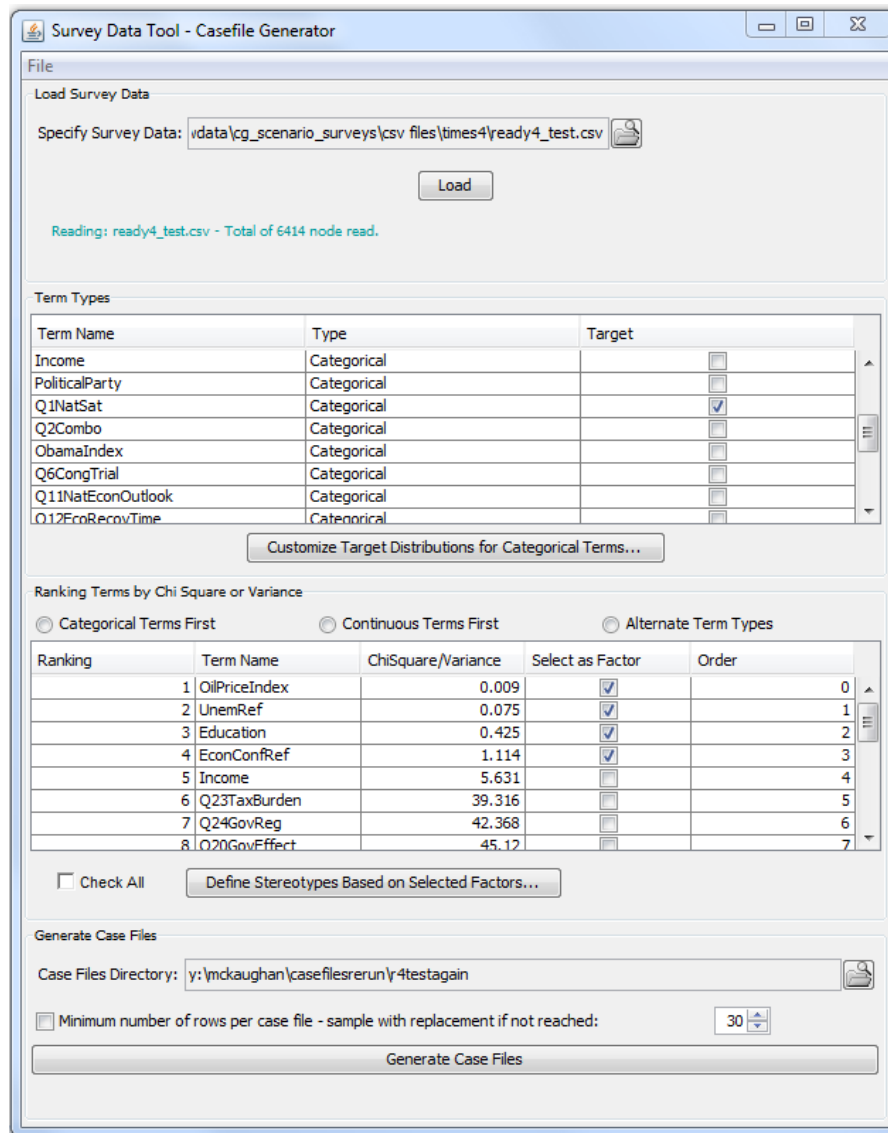 Survey Data Tool - Casefile Generator
File
Load Survey Data
Specify Survey Data: vdata\cg_scenario_surveys\csv files\times4\ready4_test.csv
Load
Reading: ready4_test.csv - Total of 6414 node read.
Term Types
Term Name Type Target
Income Categorical
PoliticalParty Categorical
Q1NatSat Categorical
Q2Combo Categorical
ObamaIndex Categorical
Q6CongTrial Categorical
Q11NatEconOutlook Categorical
Q12EcoRecovTime Categorical
Customize Target Distributions for Categorical Terms...
Ranking Terms by Chi Square or Variance
Categorical Terms First Continuous Terms First Alternate Term Types
Ranking Term Name ChiSquare/Variance Select as Factor Order
1 OilPriceIndex 0.009 0
2 UnemRef 0.075 1
3 Education 0.425 2
4 EconConfRef 1.114 3
5 Income 5.631 4
6 Q23TaxBurden 39.316 5
7 Q24GovReg 42.368 6
8 Q20GovEffect 45.12 7
Check All Define Stereotypes Based on Selected Factors...
Generate Case Files
Case Files Directory: y:\mckaughan\casefilesrerun\r4testagain
Minimum number of rows per case file - sample with replacement if not reached: 30
Generate Case Files